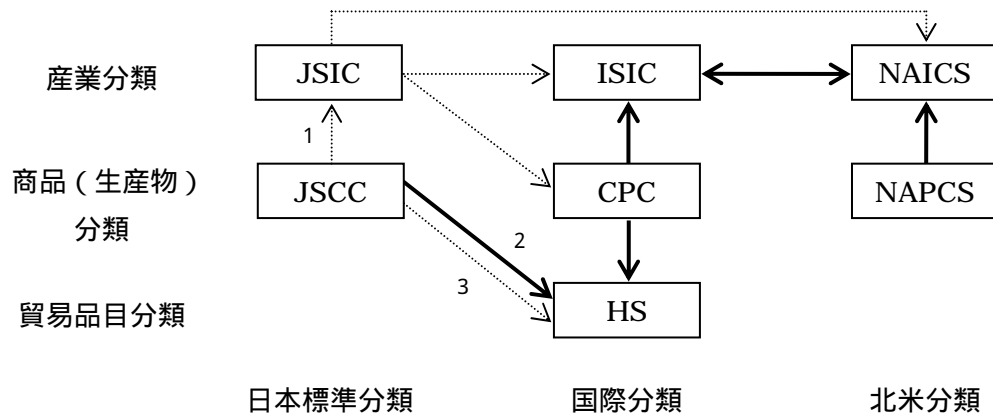 産業分類
JSIC
ISIC
NAICS
1
商品（生産物）
分類
JSCC
CPC
NAPCS
2
3
貿易品目分類
HS
日本標準分類
国際分類
北米分類